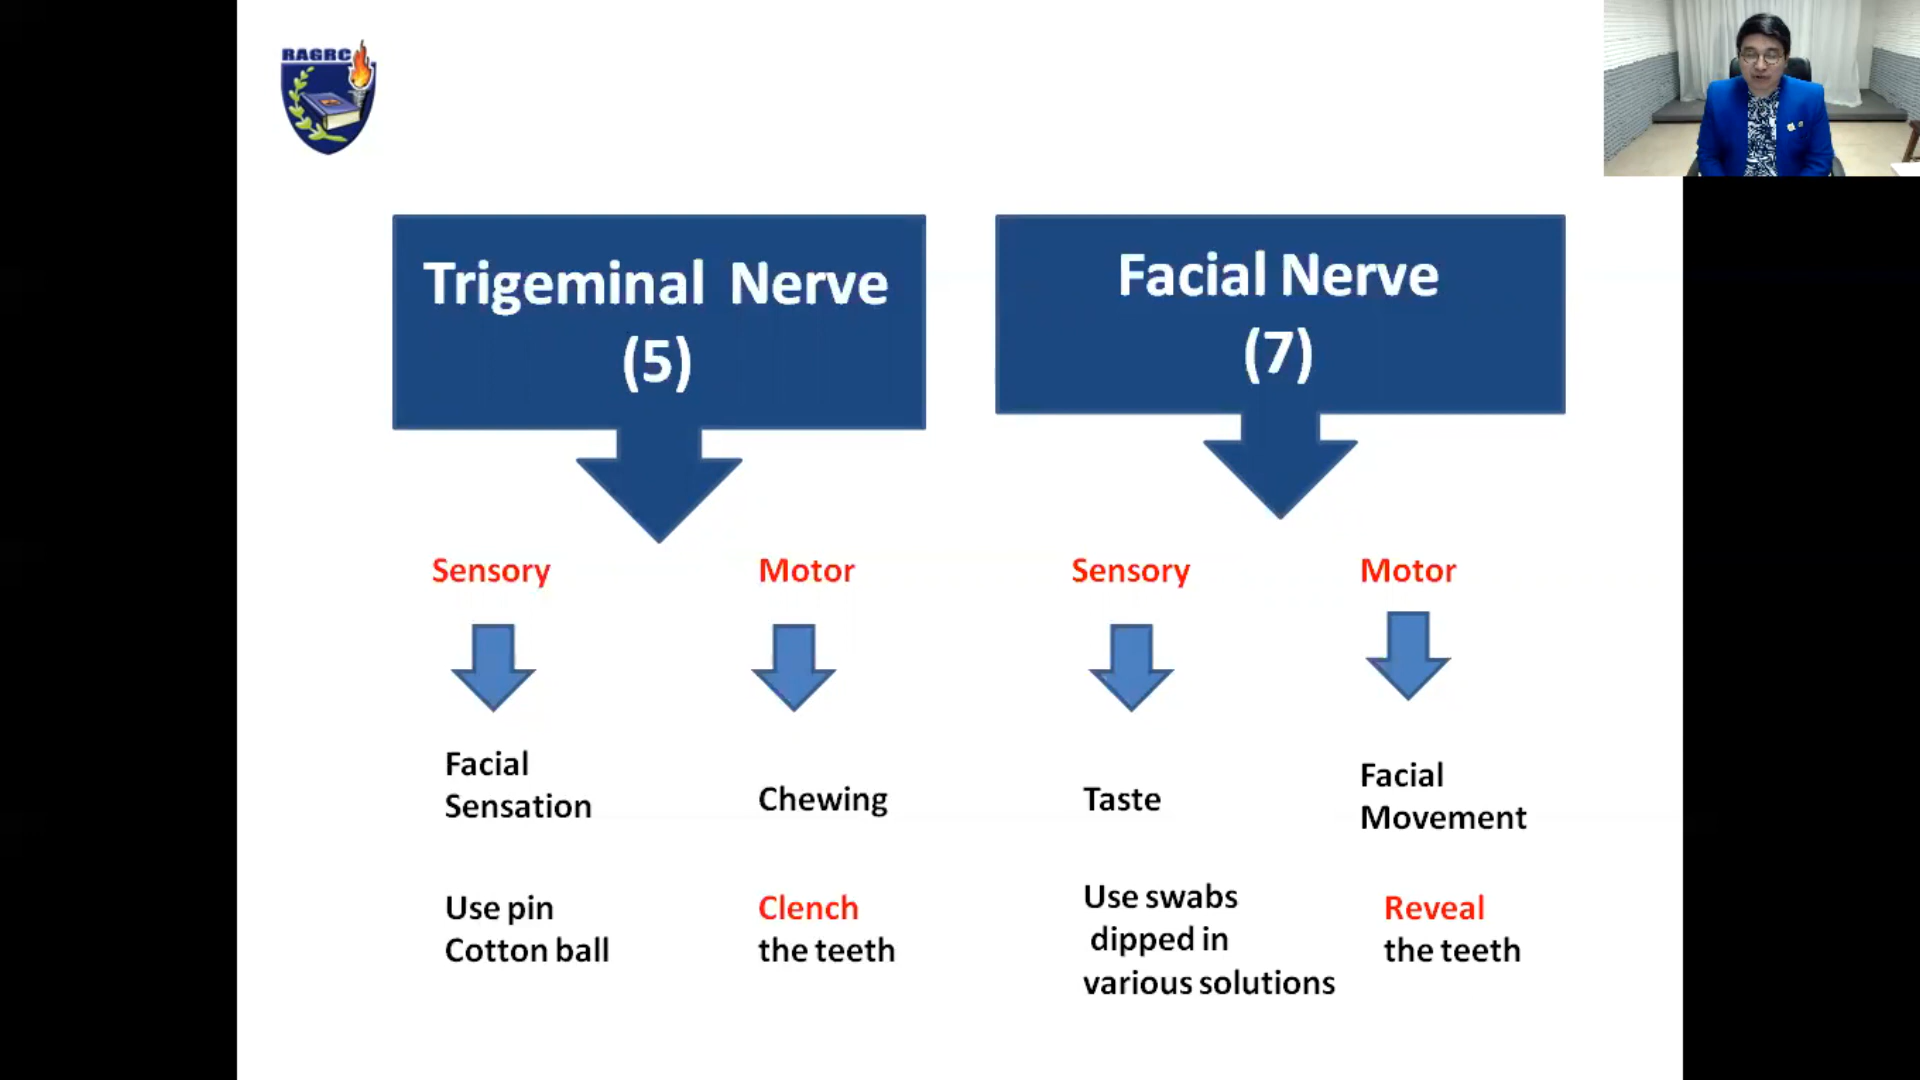 RAGRC
Trigeminal Nerve
(5)
Facial Nerve
(7)
Sensory
Motor
Sensory
Motor
Facial
Sensation
Chewing
Taste
Facial
Movement
Use pin
Cotton ball
Clench
the teeth
Use swabs
dipped in
various solutions
Reveal
the teeth